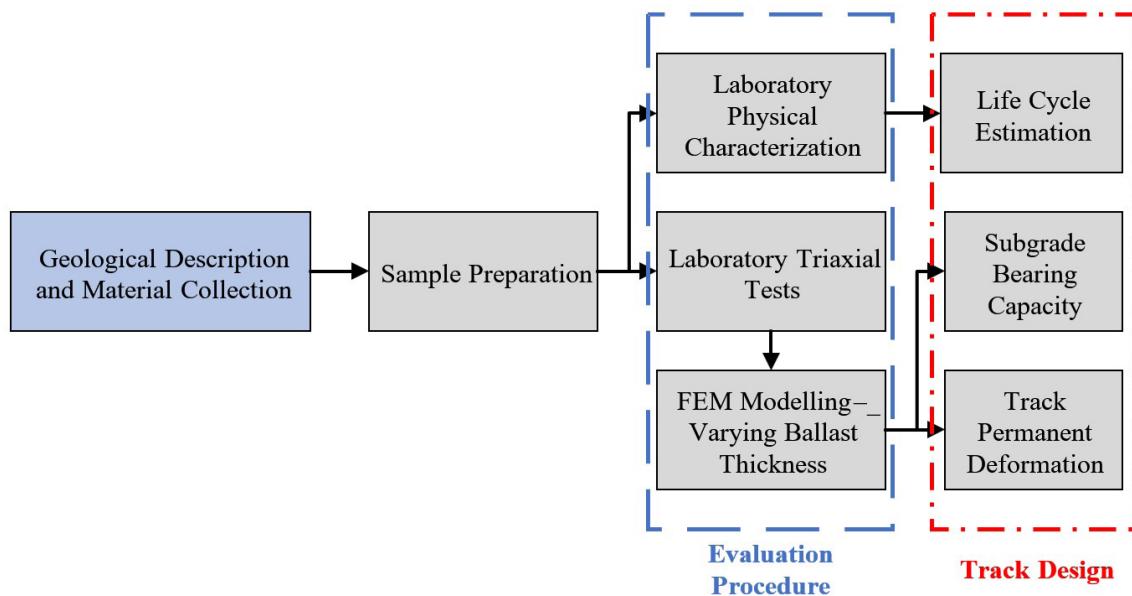 Geological Description
and Material Collection
Sample Preparation
Laboratory
Physical
Characterization
Laboratory Triaxial
Tests
FEM Modelling–_
Varying Ballast
Thickness
Evaluation
Procedure
Life Cycle
Estimation
Subgrade
Bearing
Capacity
Track
Permanent
Deformation
Track Design